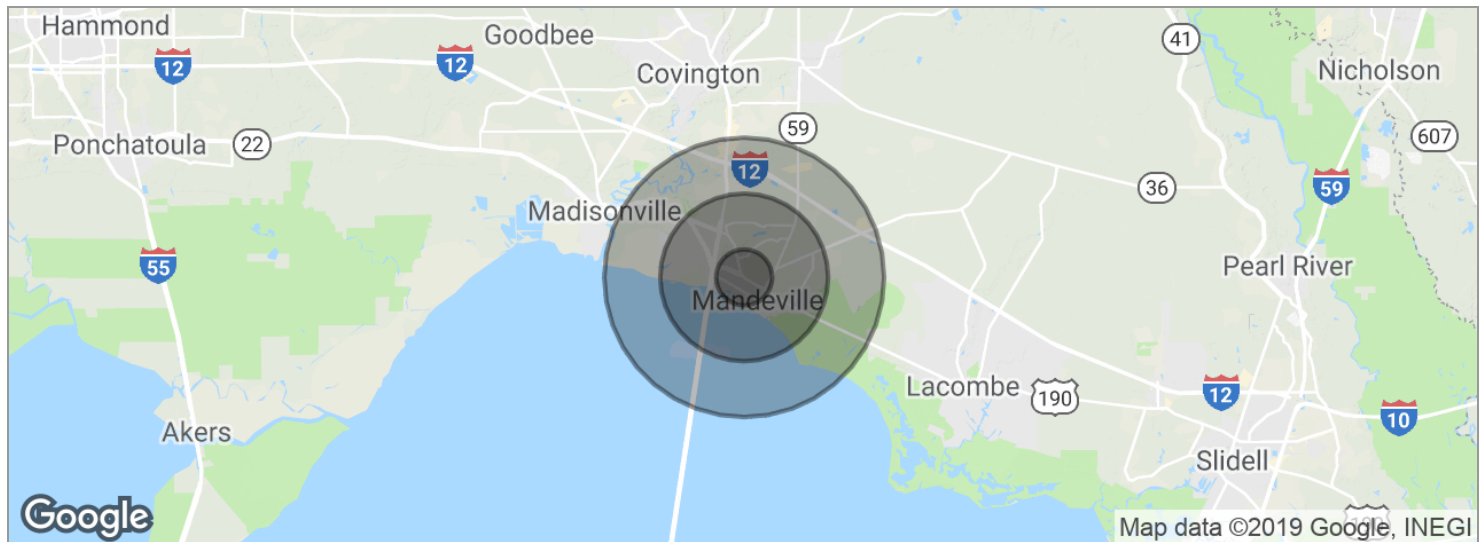 Hammond
Goodbee
41
12
12
Covington
Nicholson
59
607
Ponchatoula
22
12
36
59
Madisonville
55
Pearl River
Mandeville
Lacombe
190
12
10
Akers
Slidell
Google
190
Map data ©2019 Google, INEGI